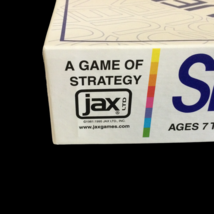 A GAME OF
STRATEGY
jax LTD
www.jaxgames.com
AGES 7